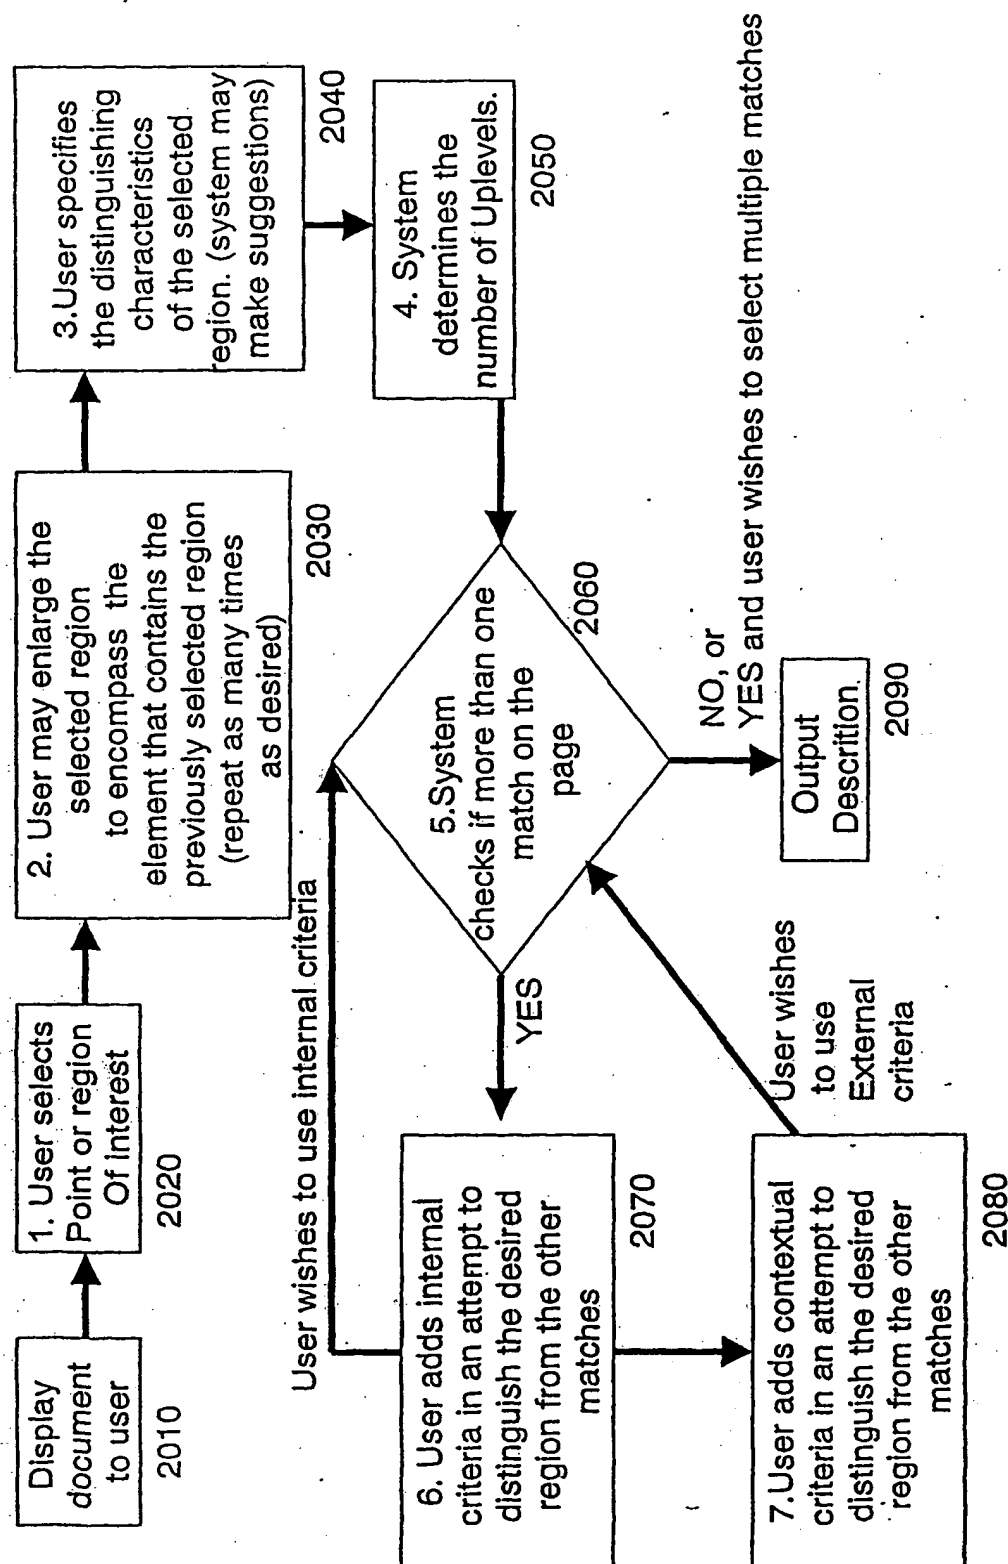 Display
document
to user
2010
1. User selects
Point or region
Of interest
2020
2. User may enlarge the
selected region
to encompass the
element that contains the
previously selected region
(repeat as many times
as desired)
2030
3.User specifies
the distinguishing
characteristics
of the selected
region. (system may
make suggestions)
2040
4. System
determines the
number of Uplevels.
2050
5.System
checks if more than one
match on the
page
2060
YES
NO, or
YES and user wishes to select multiple matches
User wishes to use internal criteria
6. User adds internal
criteria in an attempt to
distinguish the desired
region from the other
matches
2070
7.User adds contextual
criteria in an attempt to
distinguish the desired
region from the other
matches
2080
User wishes
to use
External
criteria
Output
Descrition
2090